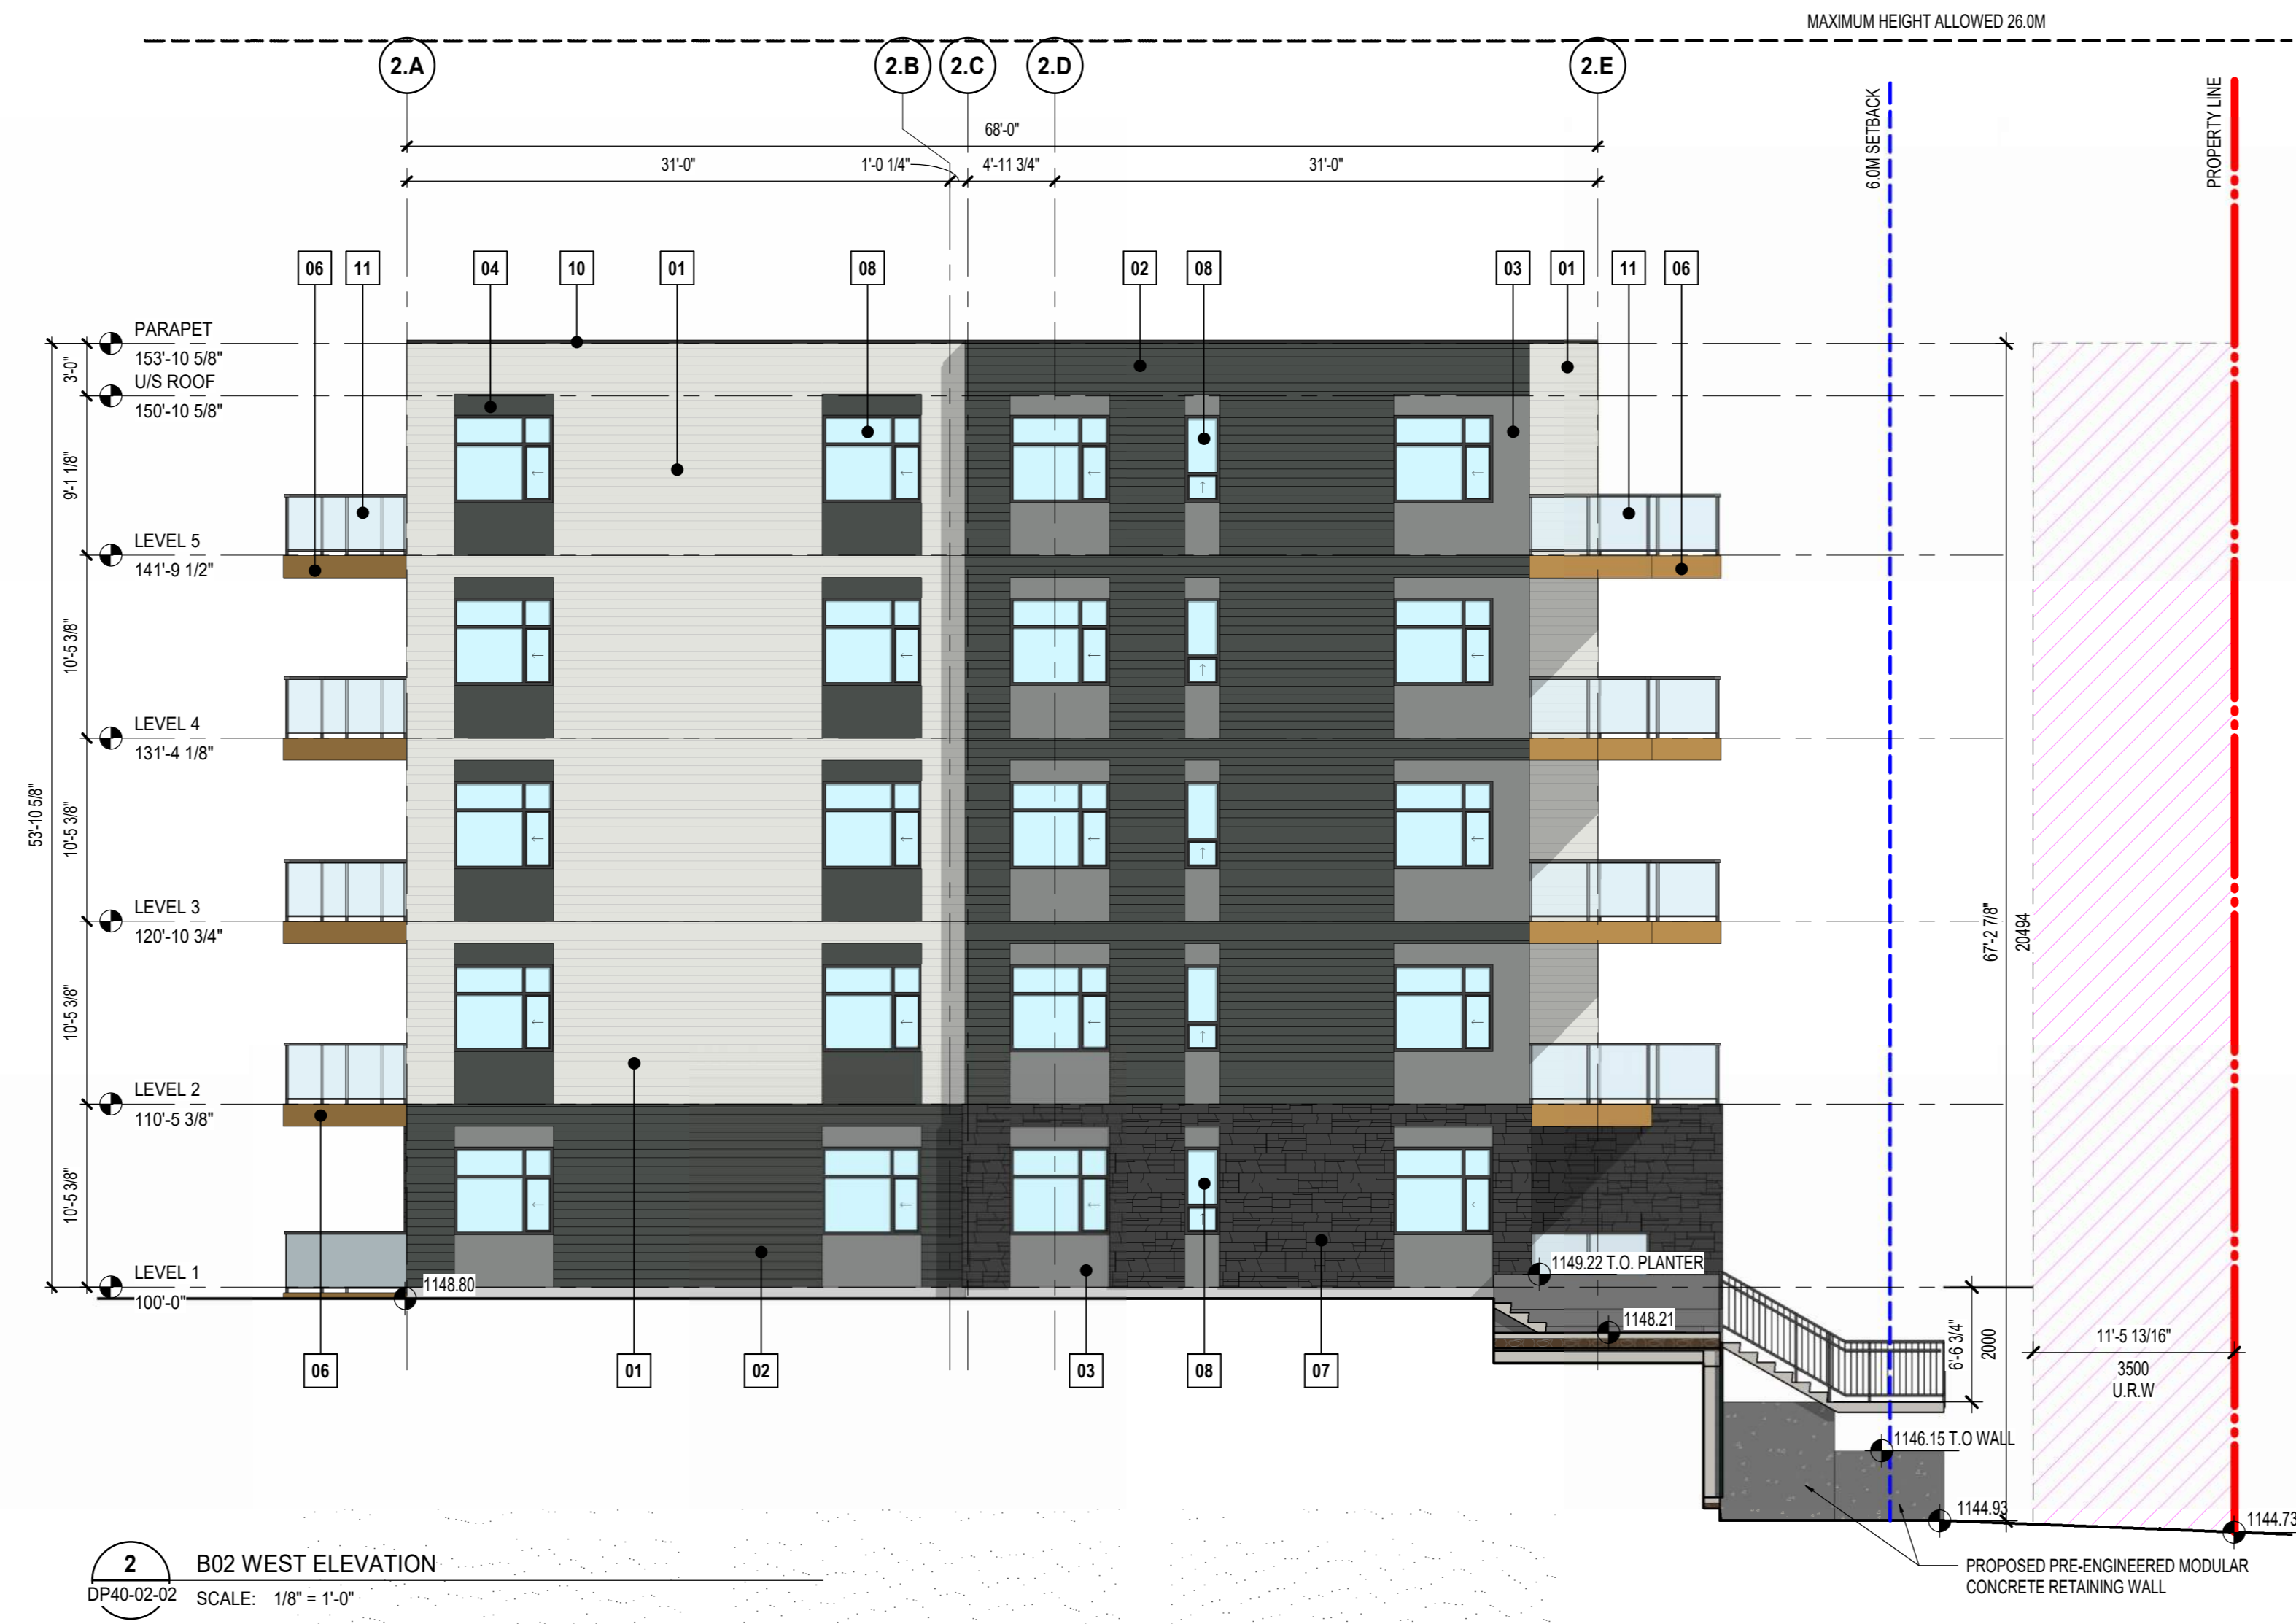 MAXIMUM HEIGHT ALLOWED 26.0M
2.A
2.B
2.C
2.D
2.E
6.0M SETBACK
PROPERTY LINE
68'-0"
31'-0"
1'-0 1/4"
4'-11 3/4"
31'-0"
06
11
04
10
01
08
02
08
03
01
11
06
PARAPET
153'-10 5/8"
3'-0"
U/S ROOF
150'-10 5/8"
9'-1 1/8"
LEVEL 5
141'-9 1/2"
10'-5 3/8"
LEVEL 4
131'-4 1/8"
53'-10 5/8"
10'-5 3/8"
LEVEL 3
120'-10 3/4"
67'-2 7/8"
20494
10'-5 3/8"
LEVEL 2
110'-5 3/8"
10'-5 3/8"
LEVEL 1
100'-0"
1148.80
1149.22 T.O. PLANTER
1148.21
6'-6 3/4"
2000
11'-5 13/16"
3500
U.R.W
06
01
02
03
08
07
1146.15 T.O WALL
1144.93
1144.73
2
DP40-02-02
B02 WEST ELEVATION
SCALE: 1/8" = 1'-0"
PROPOSED PRE-ENGINEERED MODULAR
CONCRETE RETAINING WALL